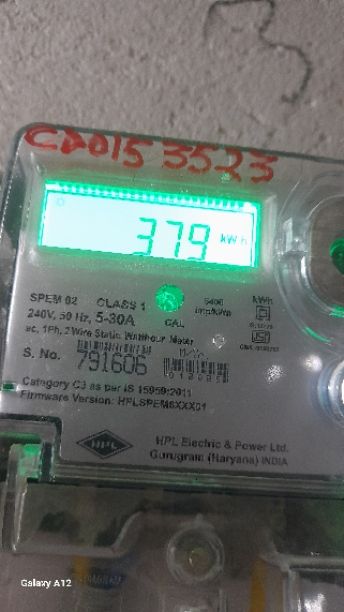 CD015 3523
379 kWh
SPEM 02 CLASS 1
240V, 50 Hz, 5-30A CAL
ac, 1Ph, 2 Wire Static Watthour Meter
kWh
S. No. 791606
Category C3 as per IS 15959:2011
Firmware Version:
HPL
HPL Electric & Power Ltd.
Gurugram (Haryana) INDIA
Galaxy A12